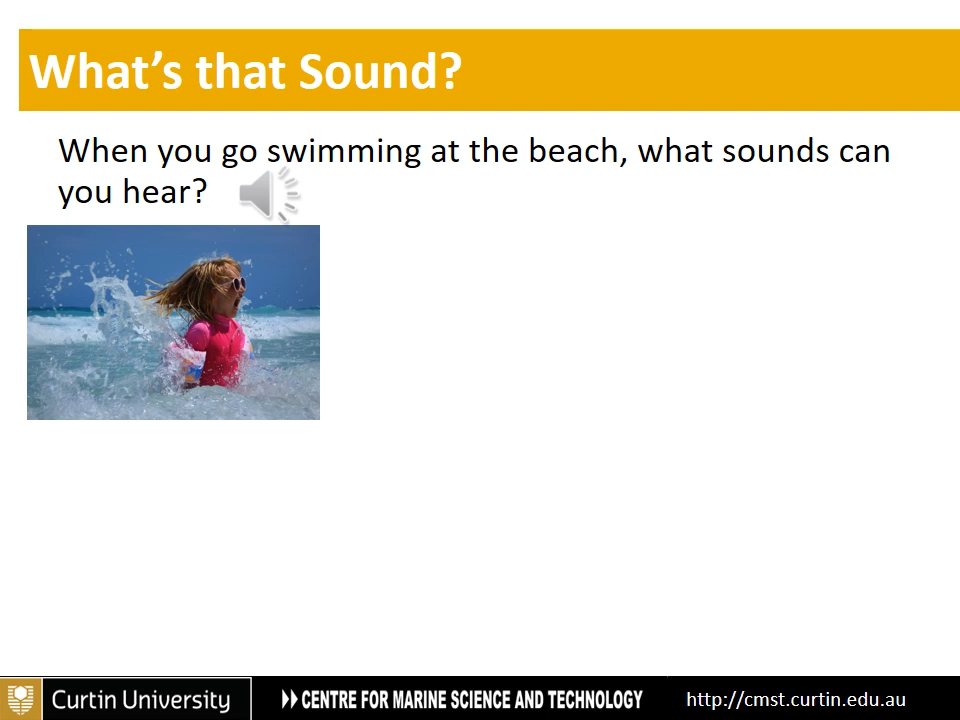 What’s that Sound?
When you go swimming at the beach, what sounds can
you hear?
Curtin University
CENTRE FOR MARINE SCIENCE AND TECHNOLOGY
http://cmst.curtin.edu.au